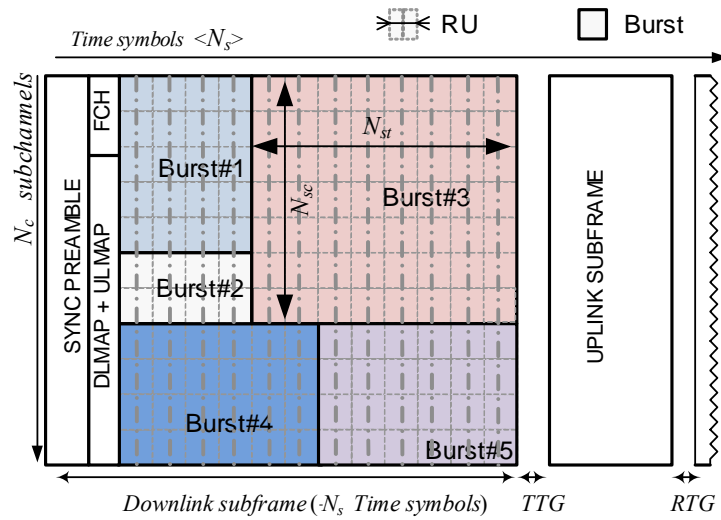 Time symbols <Ns>
RU
Burst
Nc subchannels
SYNC PREAMBLE
FCH
DLMAP + ULMAP
Burst#1
Nst
Nsc
Burst#3
Burst#2
Burst#4
Burst#5
UPLINK SUBFRAME
Downlink subframe (Ns Time symbols)
TTG
RTG